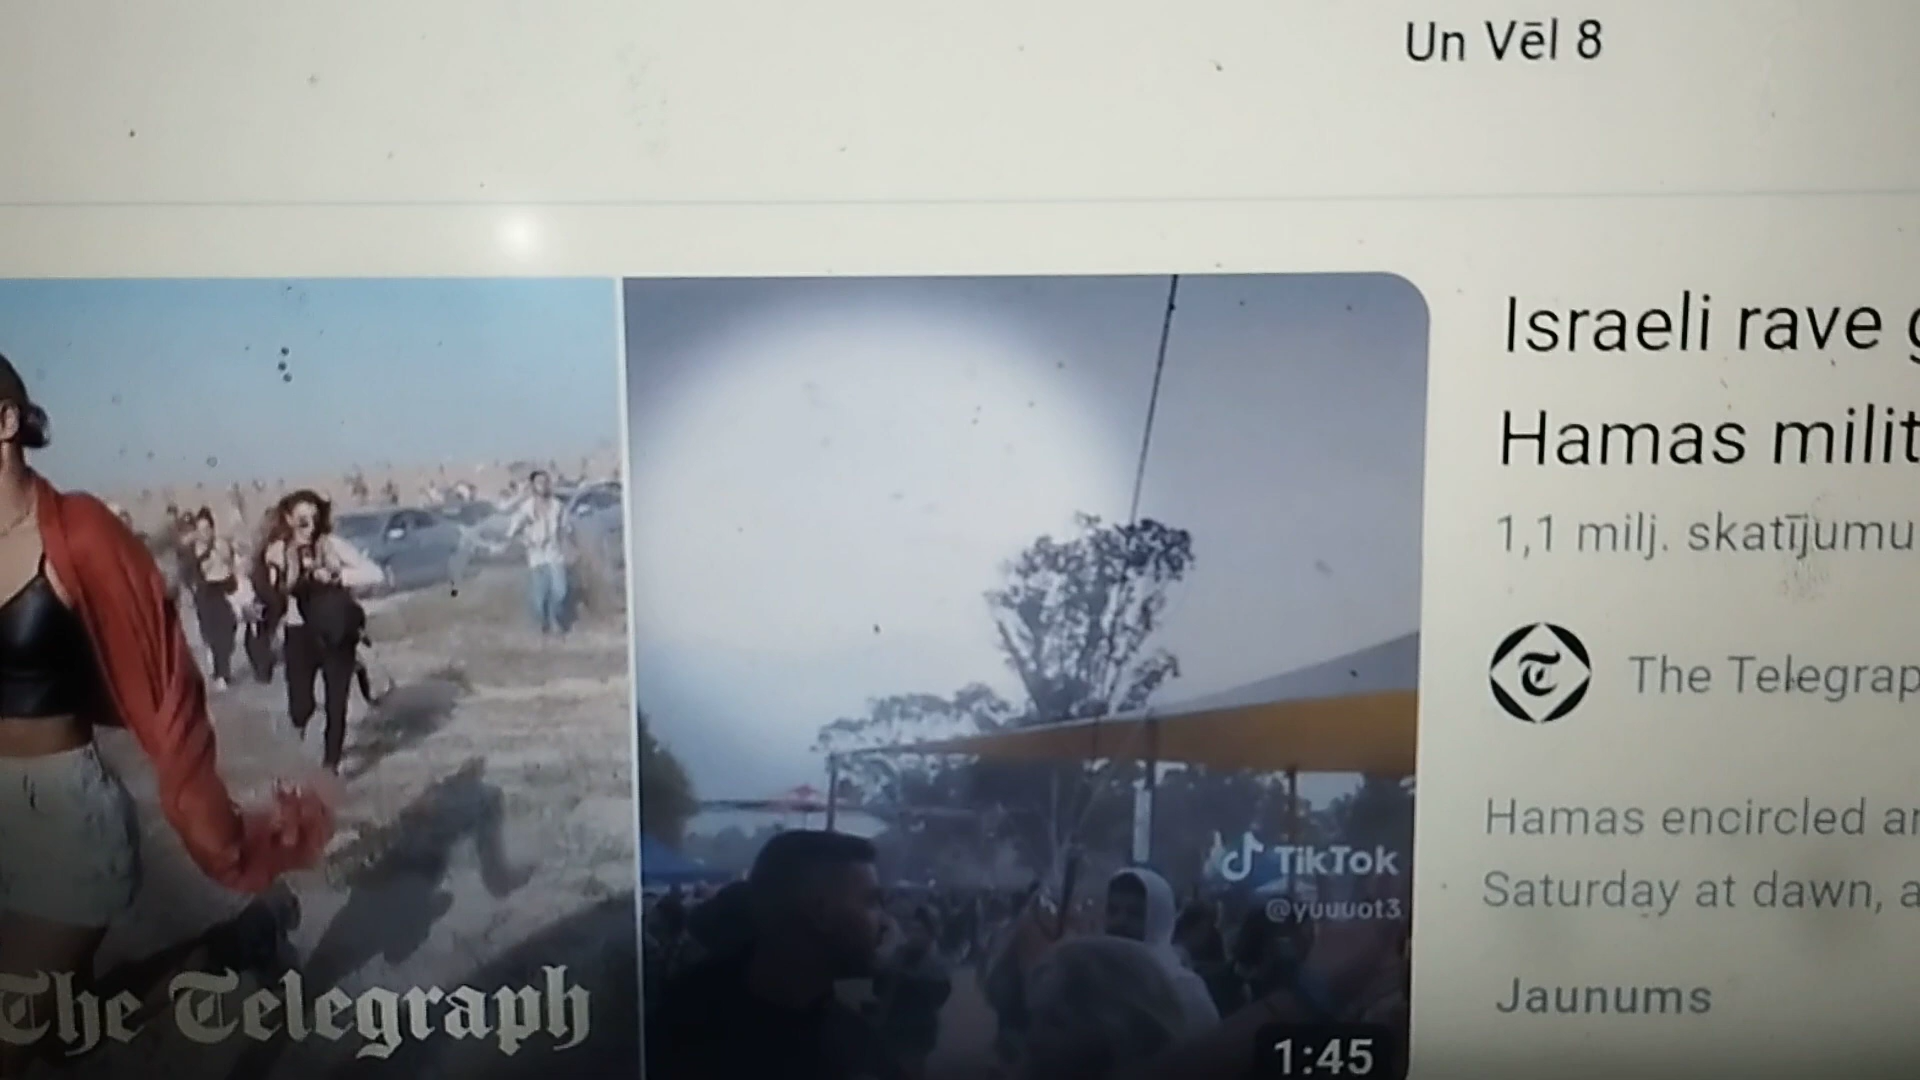 Un Vēl 8
Israeli rave
Hamas milit
1,1 milj. skatījumu
The Telegrap
Hamas encircled
Saturday at dawn, a
Jaunums
TikTok
@yuuuot3
The Telegraph
1:45